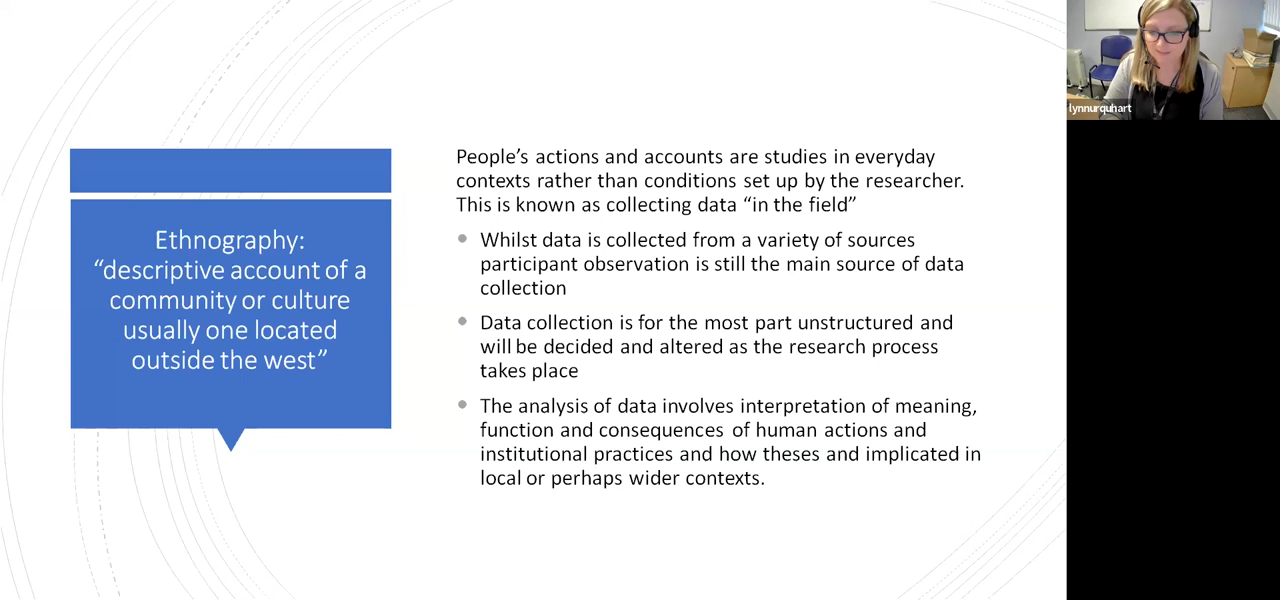 Ethnography:
“descriptive account of a
community or culture
usually one located
outside the west”
People’s actions and accounts are studies in everyday
contexts rather than conditions set up by the researcher.
This is known as collecting data “in the field”
Whilst data is collected from a variety of sources
participant observation is still the main source of data
collection
Data collection is for the most part unstructured and
will be decided and altered as the research process
takes place
The analysis of data involves interpretation of meaning,
function and consequences of human actions and
institutional practices and how theses and implicated in
local or perhaps wider contexts.
lynnurquhart